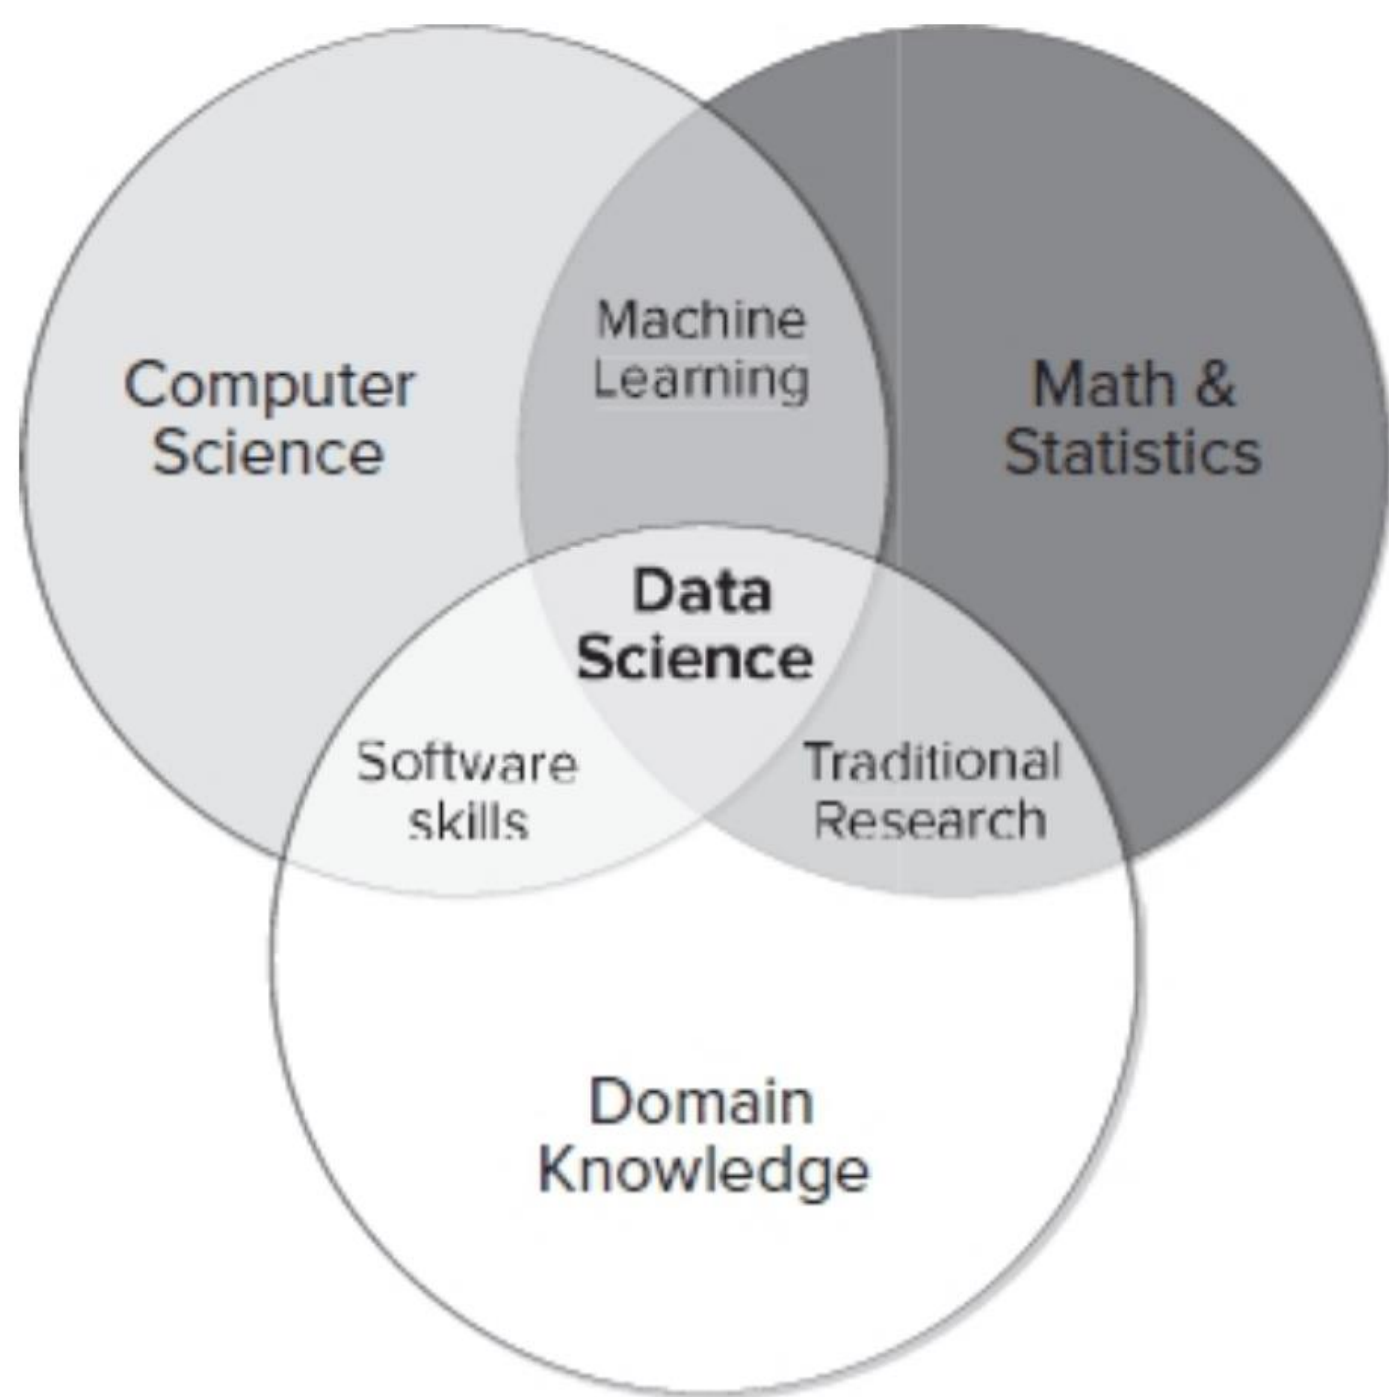 Machine
Learning
Computer
Science
Math &
Statistics
Data
Science
Software
skills
Traditional
Research
Domain
Knowledge